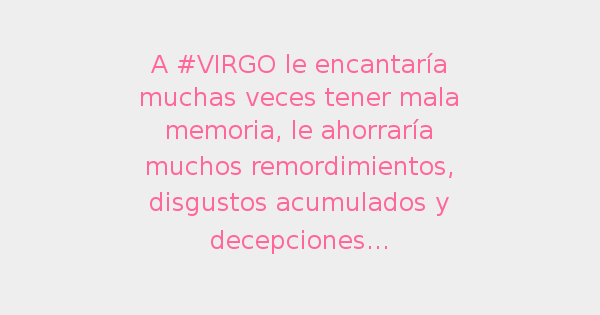 A #VIRGO le encantaría
muchas veces tener mala
memoria, le ahorraría
muchos remordimientos,
disgustos acumulados y
decepciones...